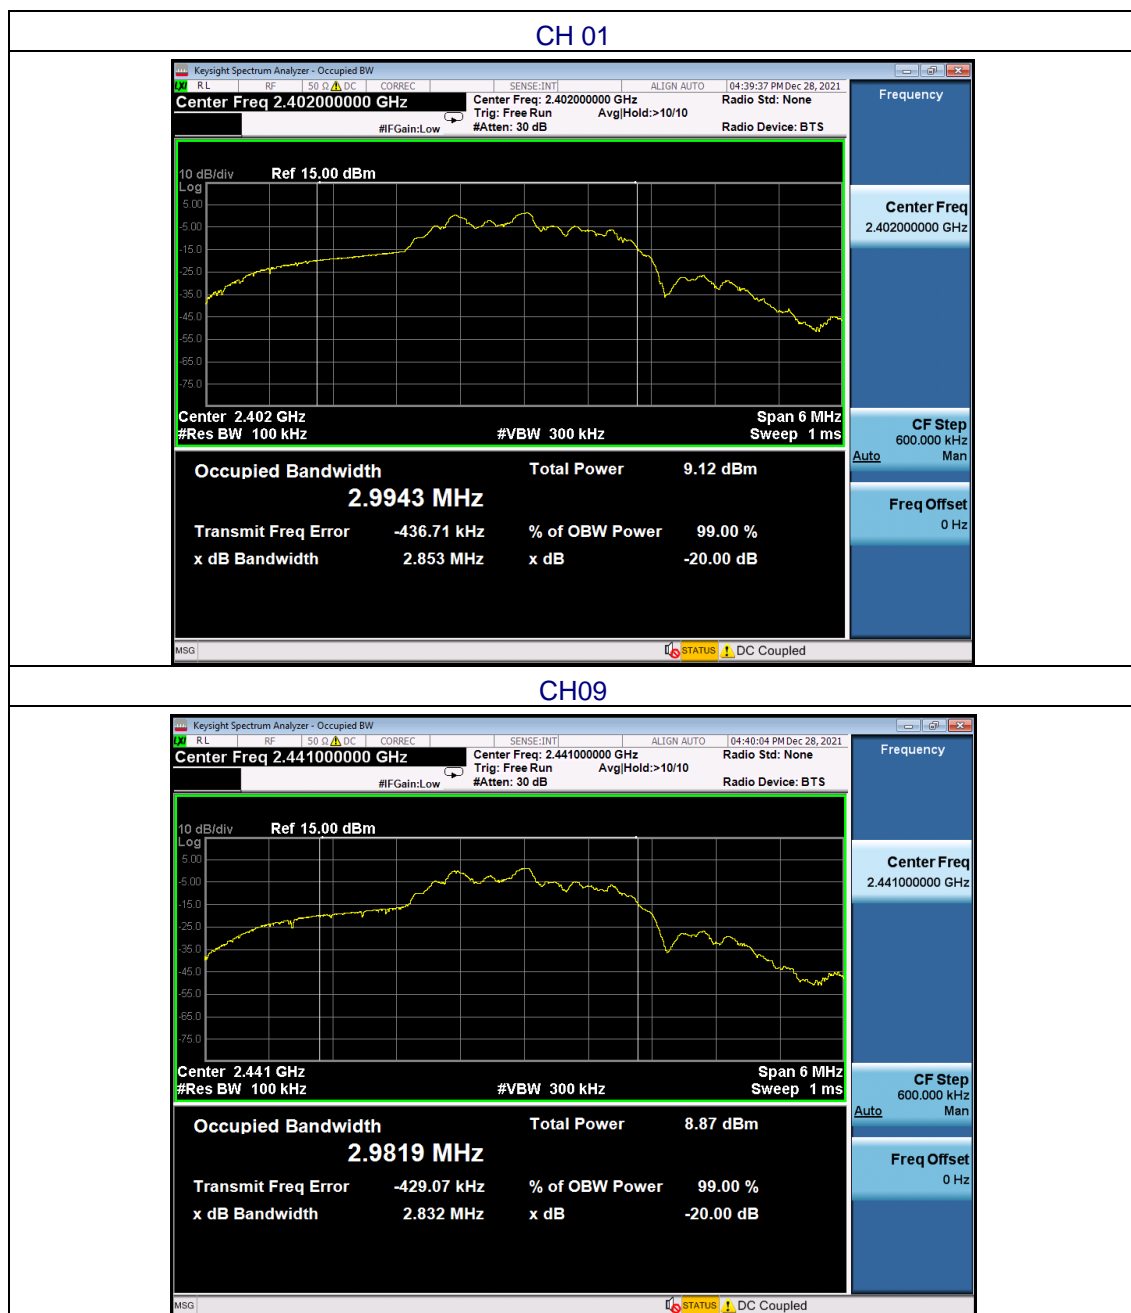 CH 01
Keysight Spectrum Analyzer - Occupied BW
LXI RL RF 50 Ω DC CORREC SENSE:INT ALIGN AUTO 04:39:37 PM Dec 28, 2021
Center Freq 2.402000000 GHz
Center Freq: 2.402000000 GHz Radio Std: None
Trig: Free Run Avg|Hold:>10/10
#IFGain:Low #Atten: 30 dB Radio Device: BTS
Frequency
10 dB/div Ref 15.00 dBm
Log
5.00
-5.00
-15.0
-25.0
-35.0
-45.0
-55.0
-65.0
-75.0
Center Freq
2.402000000 GHz
Center 2.402 GHz Span 6 MHz
#Res BW 100 kHz #VBW 300 kHz Sweep 1 ms
CF Step
600.000 kHz
Auto Man
Occupied Bandwidth Total Power 9.12 dBm
2.9943 MHz
Transmit Freq Error -436.71 kHz % of OBW Power 99.00 %
x dB Bandwidth 2.853 MHz x dB -20.00 dB
Freq Offset
0 Hz
MSG STATUS DC Coupled
CH09
Keysight Spectrum Analyzer - Occupied BW
LXI RL RF 50 Ω DC CORREC SENSE:INT ALIGN AUTO 04:40:04 PM Dec 28, 2021
Center Freq 2.441000000 GHz
Center Freq: 2.441000000 GHz Radio Std: None
Trig: Free Run Avg|Hold:>10/10
#IFGain:Low #Atten: 30 dB Radio Device: BTS
Frequency
10 dB/div Ref 15.00 dBm
Log
5.00
-5.00
-15.0
-25.0
-35.0
-45.0
-55.0
-65.0
-75.0
Center Freq
2.441000000 GHz
Center 2.441 GHz Span 6 MHz
#Res BW 100 kHz #VBW 300 kHz Sweep 1 ms
CF Step
600.000 kHz
Auto Man
Occupied Bandwidth Total Power 8.87 dBm
2.9819 MHz
Transmit Freq Error -429.07 kHz % of OBW Power 99.00 %
x dB Bandwidth 2.832 MHz x dB -20.00 dB
Freq Offset
0 Hz
MSG STATUS DC Coupled